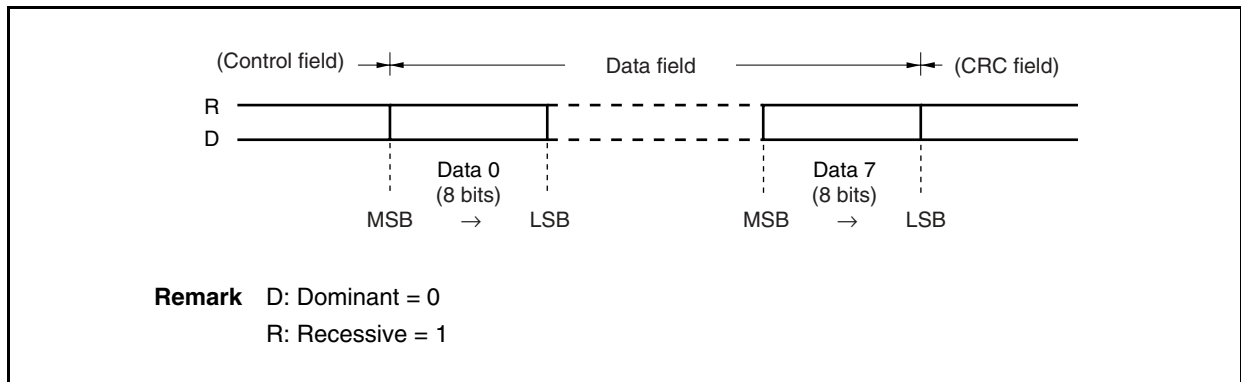 (Control field) Data field (CRC field)
R
D
Data 0 Data 7
(8 bits) (8 bits)
MSB → LSB MSB → LSB
Remark D: Dominant = 0
R: Recessive = 1